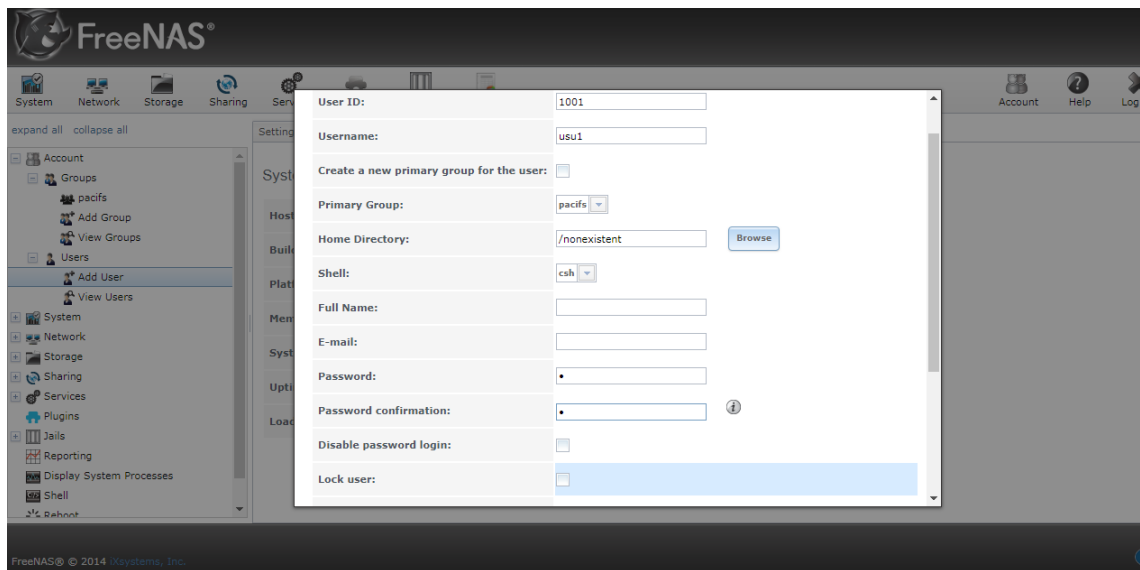 FreeNAS®
System Network Storage Sharing Serv Account Help Log
expand all collapse all
Setting
Account
Groups
pacifs
Add Group
View Groups
Users
Add User
View Users
System
Network
Storage
Sharing
Services
Plugins
Jails
Reporting
Display System Processes
Shell
Reboot
Syst
Host
Build
Platf
Mem
Syst
Upti
Load
User ID: 1001
Username: usu1
Create a new primary group for the user:
Primary Group: pacifs
Home Directory: /nonexistent Browse
Shell: csh
Full Name:
E-mail:
Password: •
Password confirmation: •
Disable password login:
Lock user:
FreeNAS® © 2014 iXsystems, Inc.